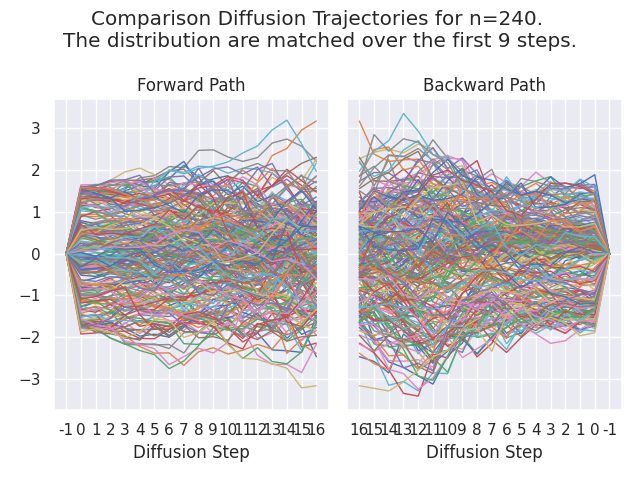 Comparison Diffusion Trajectories for n=240.
The distribution are matched over the first 9 steps.
Forward Path
Backward Path
3
2
1
0
−1
−2
−3
-1 0 1 2 3 4 5 6 7 8 9 10 11 12 13 14 15 16
16 15 14 13 12 11 10 9 8 7 6 5 4 3 2 1 0 -1
Diffusion Step
Diffusion Step